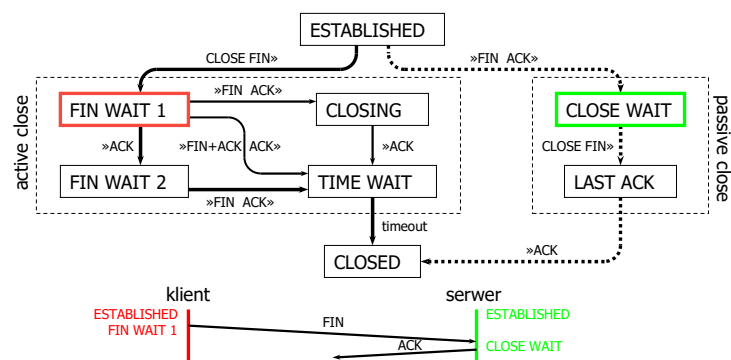 ESTABLISHED
CLOSE FIN»
»FIN ACK»
active close
FIN WAIT 1
»FIN ACK»
CLOSING
CLOSE WAIT
passive close
»ACK
»FIN+ACK ACK»
»ACK
CLOSE FIN»
FIN WAIT 2
TIME WAIT
LAST ACK
»FIN ACK»
timeout
»ACK
CLOSED
klient
serwer
ESTABLISHED
FIN WAIT 1
FIN
ESTABLISHED
ACK
CLOSE WAIT